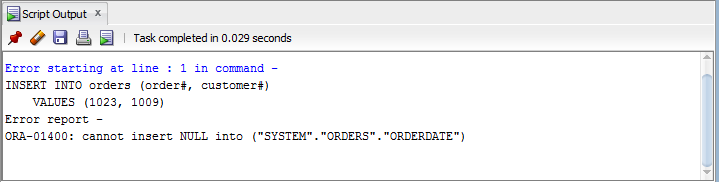 Script Output x
Task completed in 0.029 seconds
Error starting at line : 1 in command -
INSERT INTO orders (order#, customer#)
    VALUES (1023, 1009)
Error report -
ORA-01400: cannot insert NULL into ("SYSTEM"."ORDERS"."ORDERDATE")